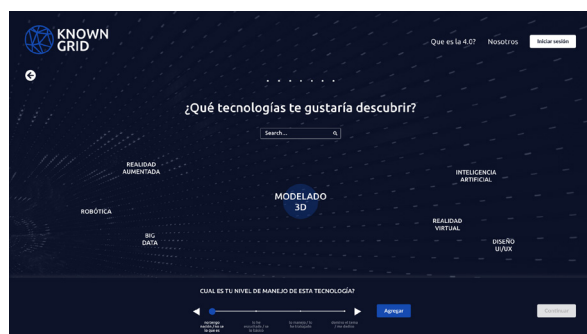 KNOWN
GRID
Que es la 4.0?
Nosotros
Iniciar sesión
¿Qué tecnologías te gustaría descubrir?
Search...
REALIDAD
AUMENTADA
INTELIGENCIA
ARTIFICIAL
MODELADO
3D
ROBÓTICA
REALIDAD
VIRTUAL
BIG
DATA
DISEÑO
UI/UX
CUAL ES TU NIVEL DE MANEJO DE ESTA TECNOLOGÍA?
Agregar
Continuar